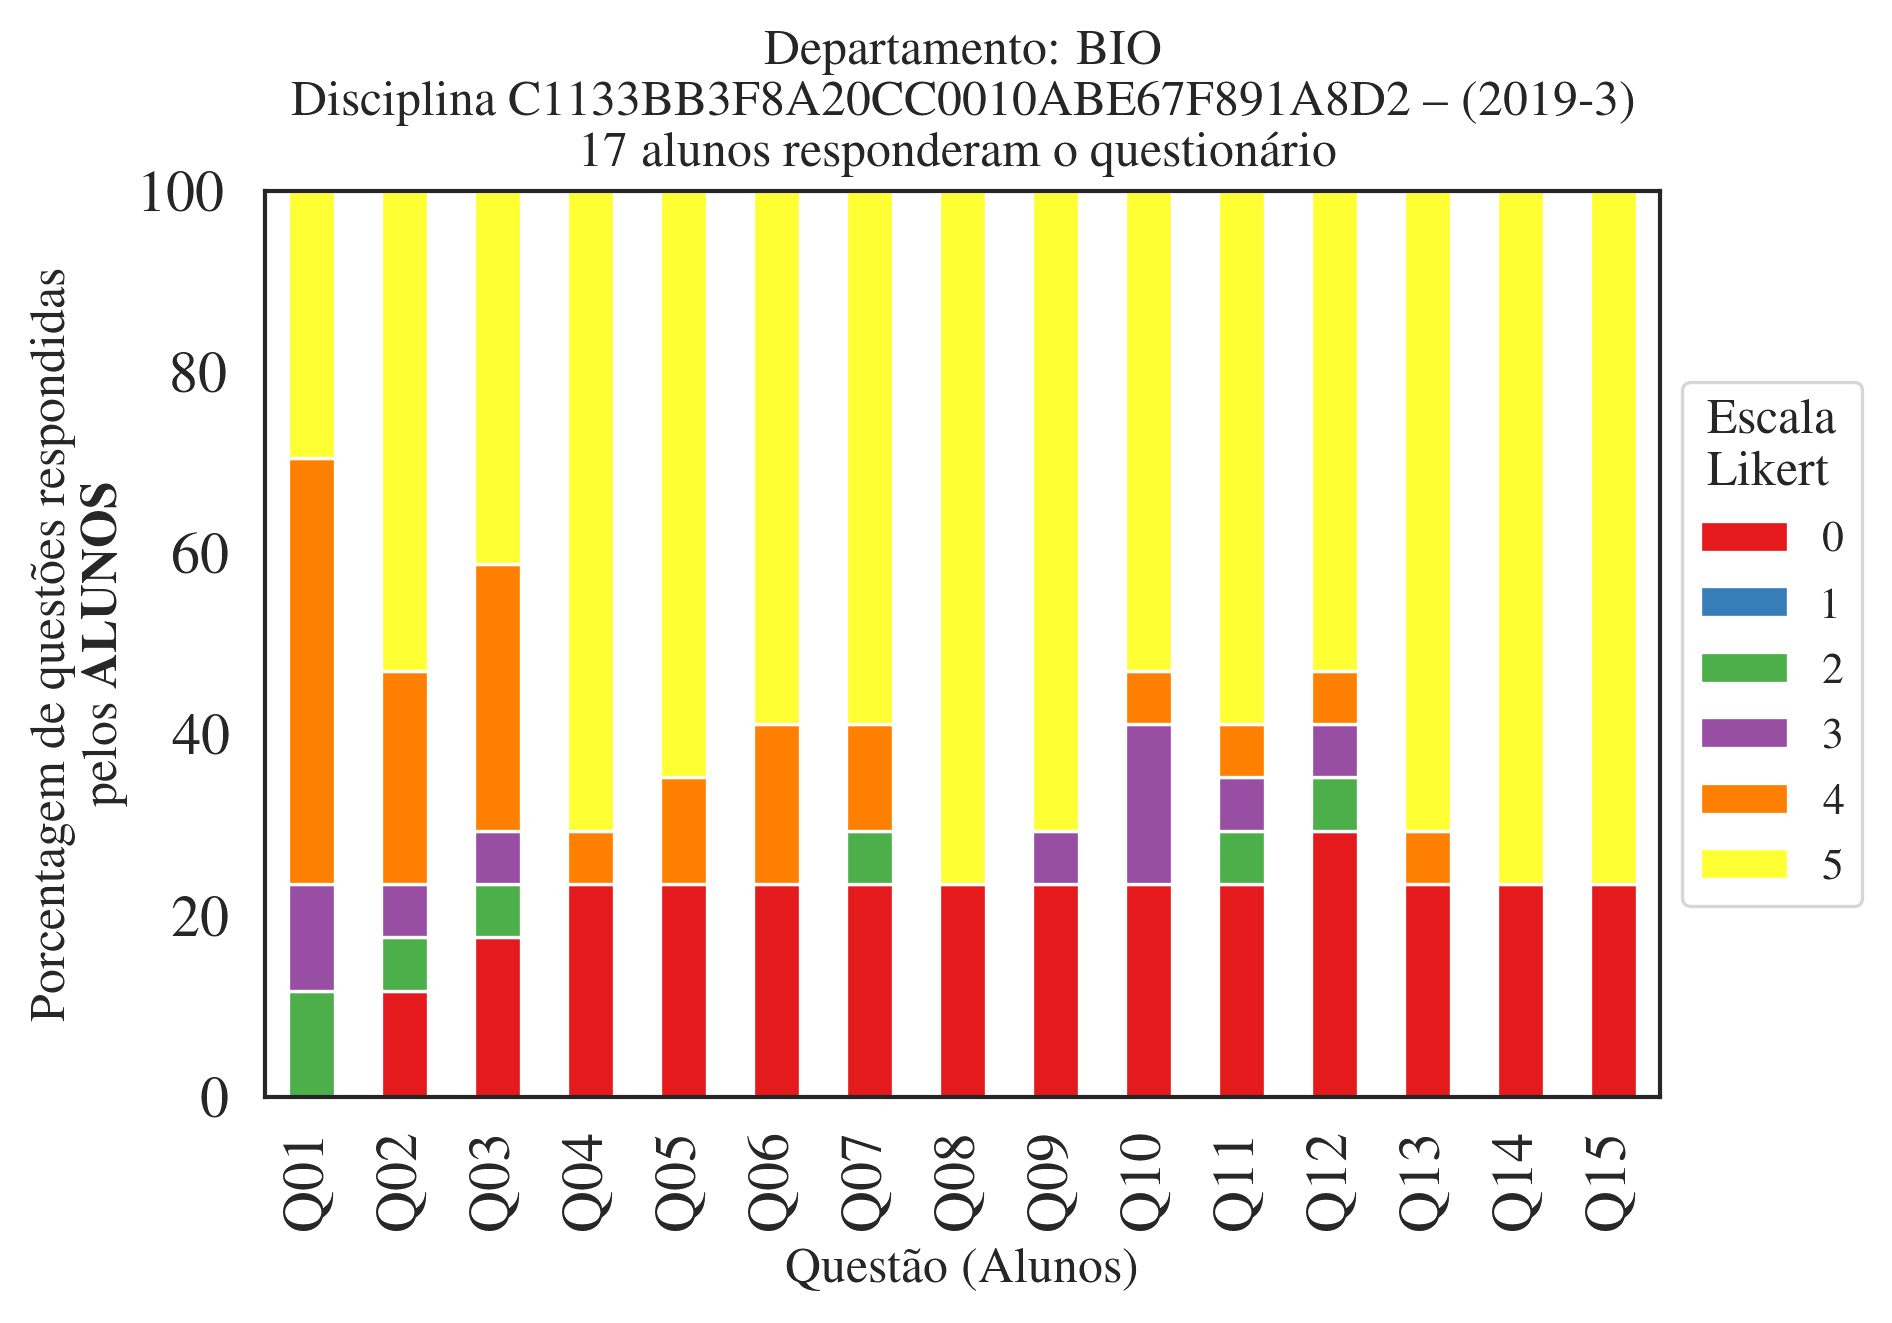 Departamento: BIO
Disciplina C1133BB3F8A20CC0010ABE67F891A8D2 – (2019-3)
17 alunos responderam o questionário
Porcentagem de questões respondidas
pelos ALUNOS
100
80
60
40
20
0
Q01
Q02
Q03
Q04
Q05
Q06
Q07
Q08
Q09
Q10
Q11
Q12
Q13
Q14
Q15
Questão (Alunos)
Escala
Likert
0
1
2
3
4
5